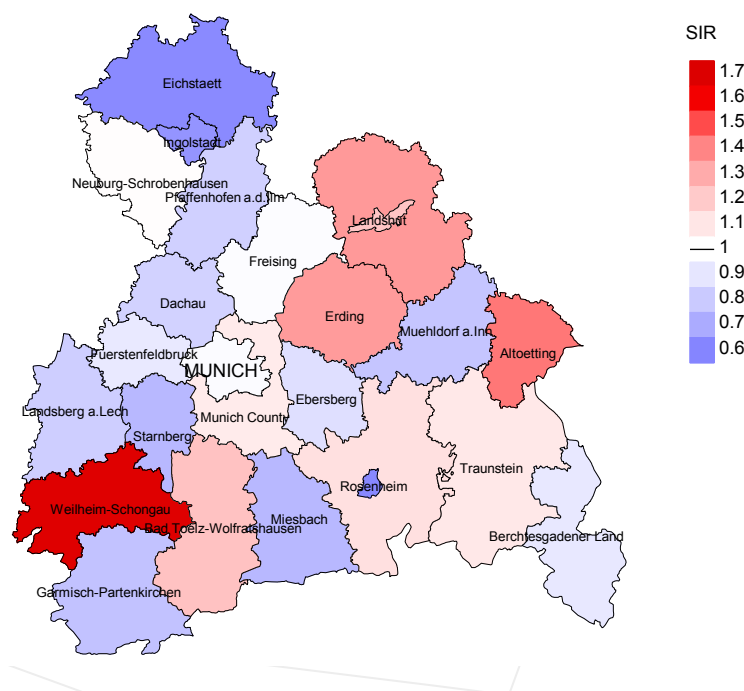 SIR
1.7
1.6
1.5
1.4
1.3
1.2
1.1
1
0.9
0.8
0.7
0.6
Eichstaett
Ingolstadt
Neuburg-Schrobenhausen
Pfaffenhofen a.d.Ilm
Landshut
Freising
Dachau
Erding
Muehldorf a.Inn
Altoetting
Fuerstenfeldbruck
MUNICH
Ebersberg
Landsberg a.Lech
Munich County
Starnberg
Traunstein
Rosenheim
Weilheim-Schongau
Miesbach
Bad Toelz-Wolfratshausen
Berchtesgadener Land
Garmisch-Partenkirchen